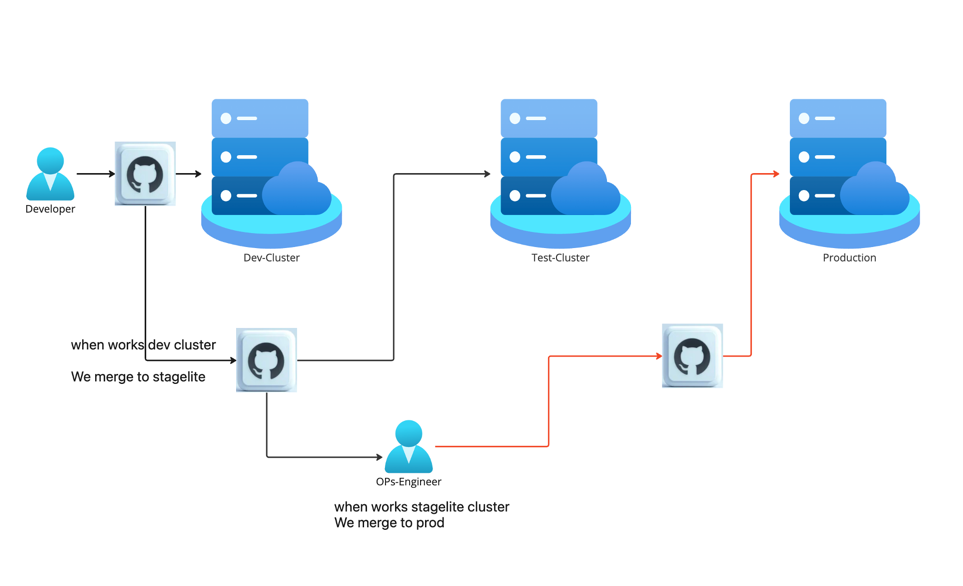 Developer
Dev-Cluster
Test-Cluster
Production
when works dev cluster
We merge to stagelite
OPs-Engineer
when works stagelite cluster
We merge to prod